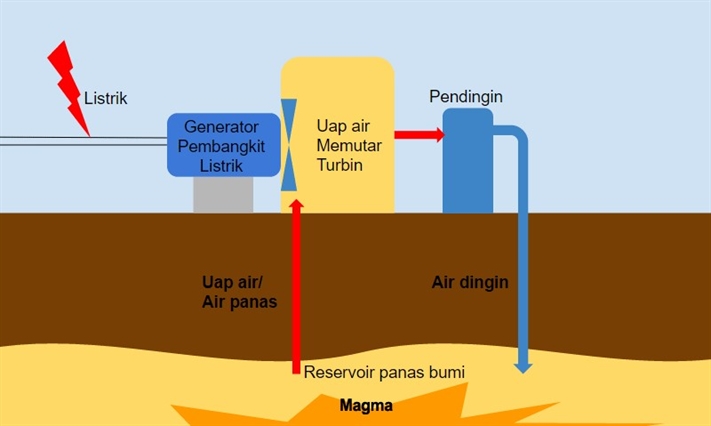 Listrik
Generator
Pembangkit
Listrik
Uap air
Memutar
Turbin
Pendingin
Uap air/
Air panas
Air dingin
Reservoir panas bumi
Magma